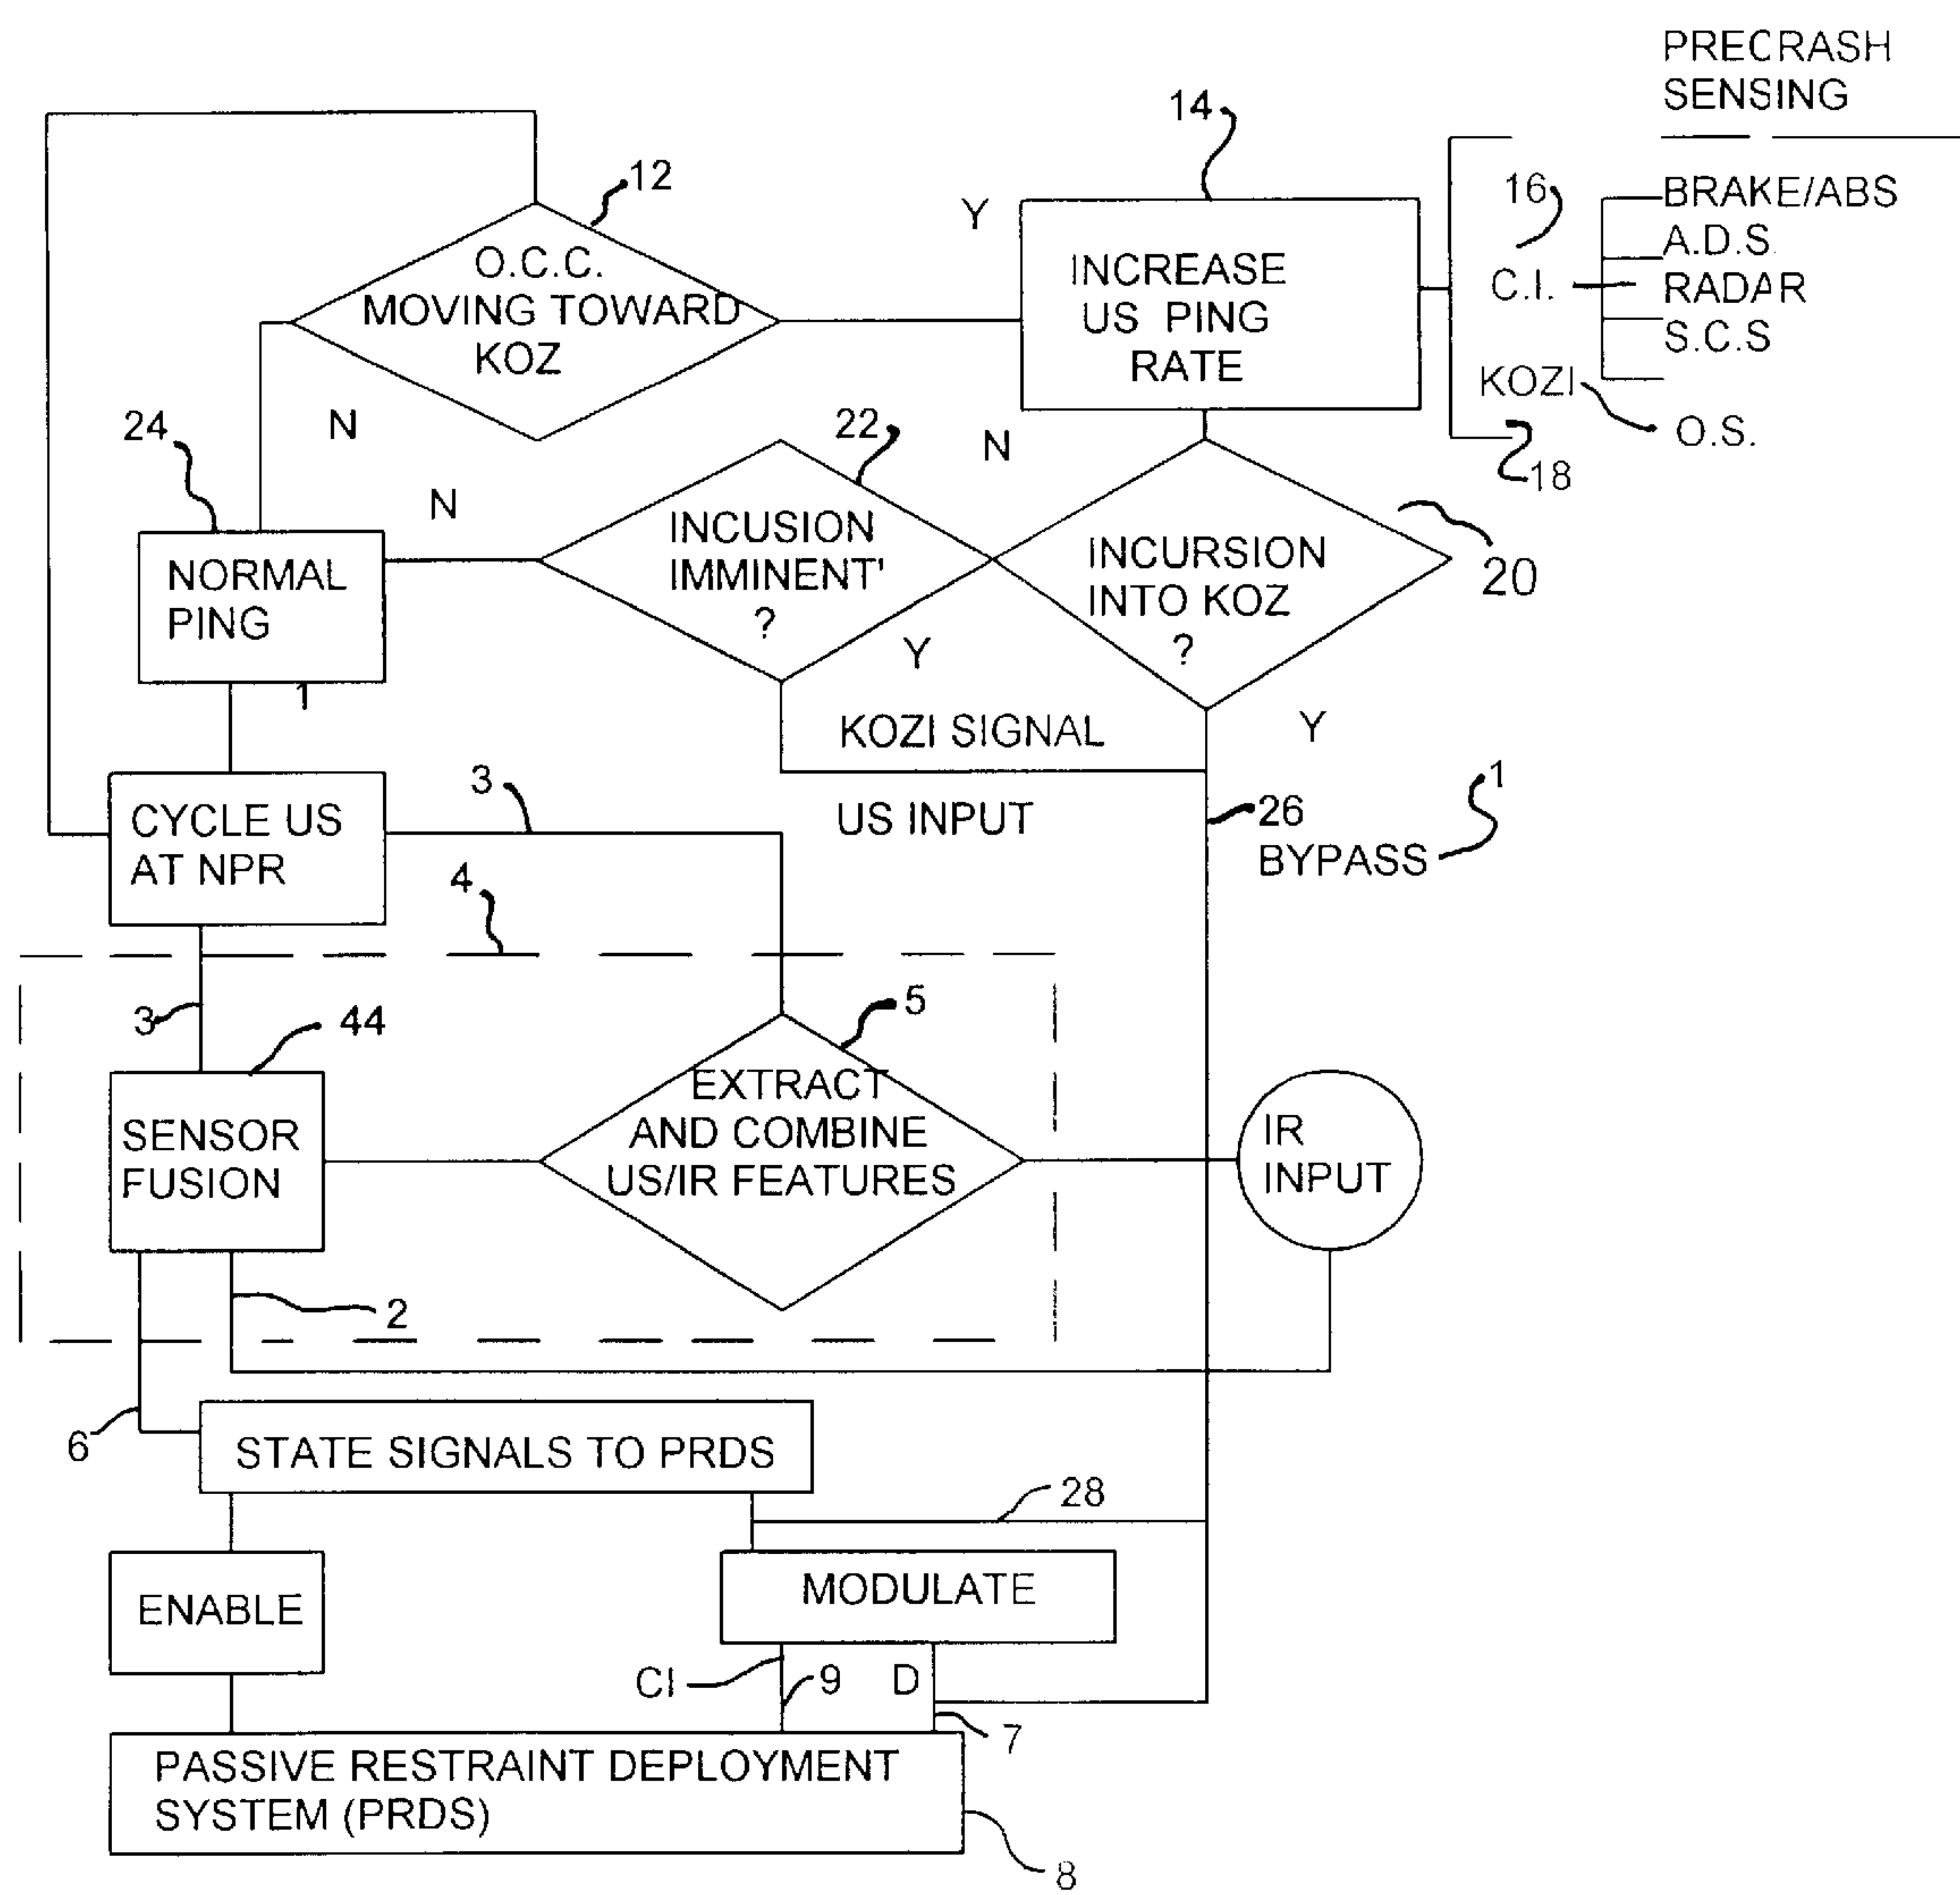 PRECRASH
SENSING
14
12
16
BRAKE/ABS
A.D.S.
C.I.
RADAR
S.C.S
KOZI
O.S.
18
Y
O.C.C.
MOVING TOWARD
KOZ
INCREASE
US PING
RATE
24
N
22
N
N
INCUSION
IMMINENT'
?
INCURSION
INTO KOZ
?
20
NORMAL
PING
1
Y
KOZI SIGNAL
Y
3
CYCLE US
AT NPR
US INPUT
26
BYPASS
1
4
3
44
5
SENSOR
FUSION
EXTRACT
AND COMBINE
US/IR FEATURES
IR
INPUT
2
6
STATE SIGNALS TO PRDS
28
ENABLE
MODULATE
CI
9
D
7
PASSIVE RESTRAINT DEPLOYMENT
SYSTEM (PRDS)
8